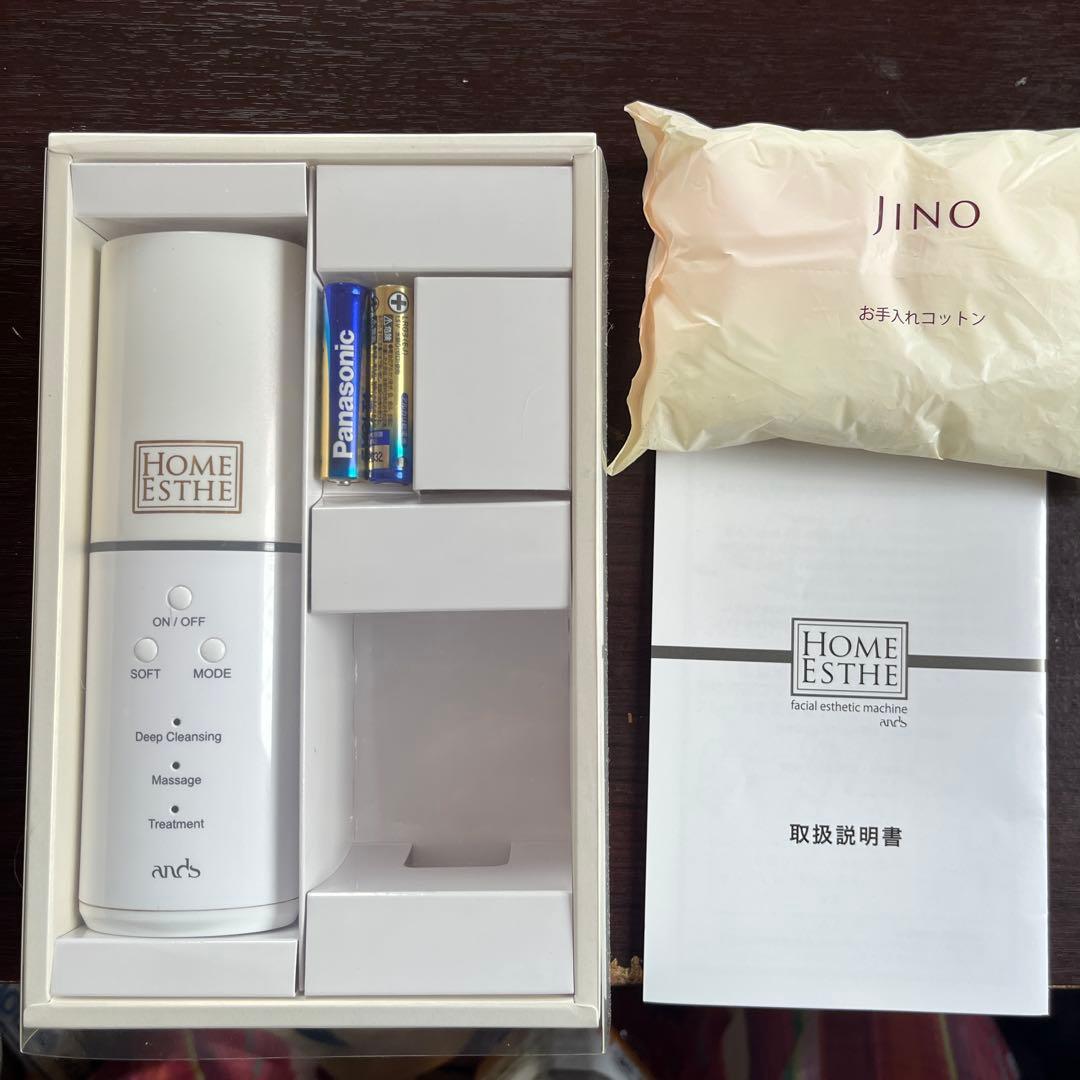 HOME
ESTHE
ON / OFF
SOFT
MODE
Deep Cleansing
Massage
Treatment
ands
Panasonic
JINO
お手入れコットン
HOME
ESTHE
facial esthetic machine
ands
取扱説明書